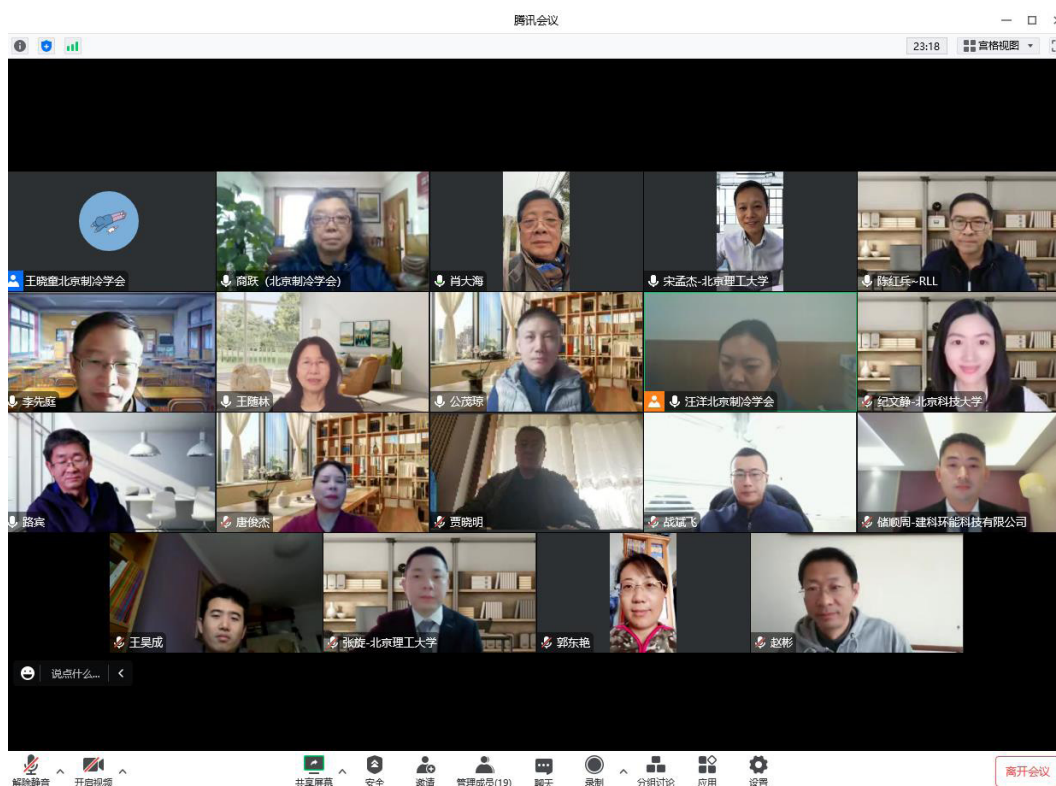 腾讯会议
23:18
宫格视图
王晓童北京制冷学会
商跃（北京制冷学会）
肖大海
宋孟杰-北京理工大学
陈红兵~RLL
李先庭
王随林
公茂琼
汪洋北京制冷学会
纪文静-北京科技大学
路宾
唐俊杰
贾晓明
战斌飞
储顺周-建科环能科技有限公司
王昊成
张旋-北京理工大学
郭东艳
赵彬
说点什么...
解除静音
开启视频
共享屏幕
安全
邀请
管理成员(19)
聊天
录制
分组讨论
应用
设置
离开会议